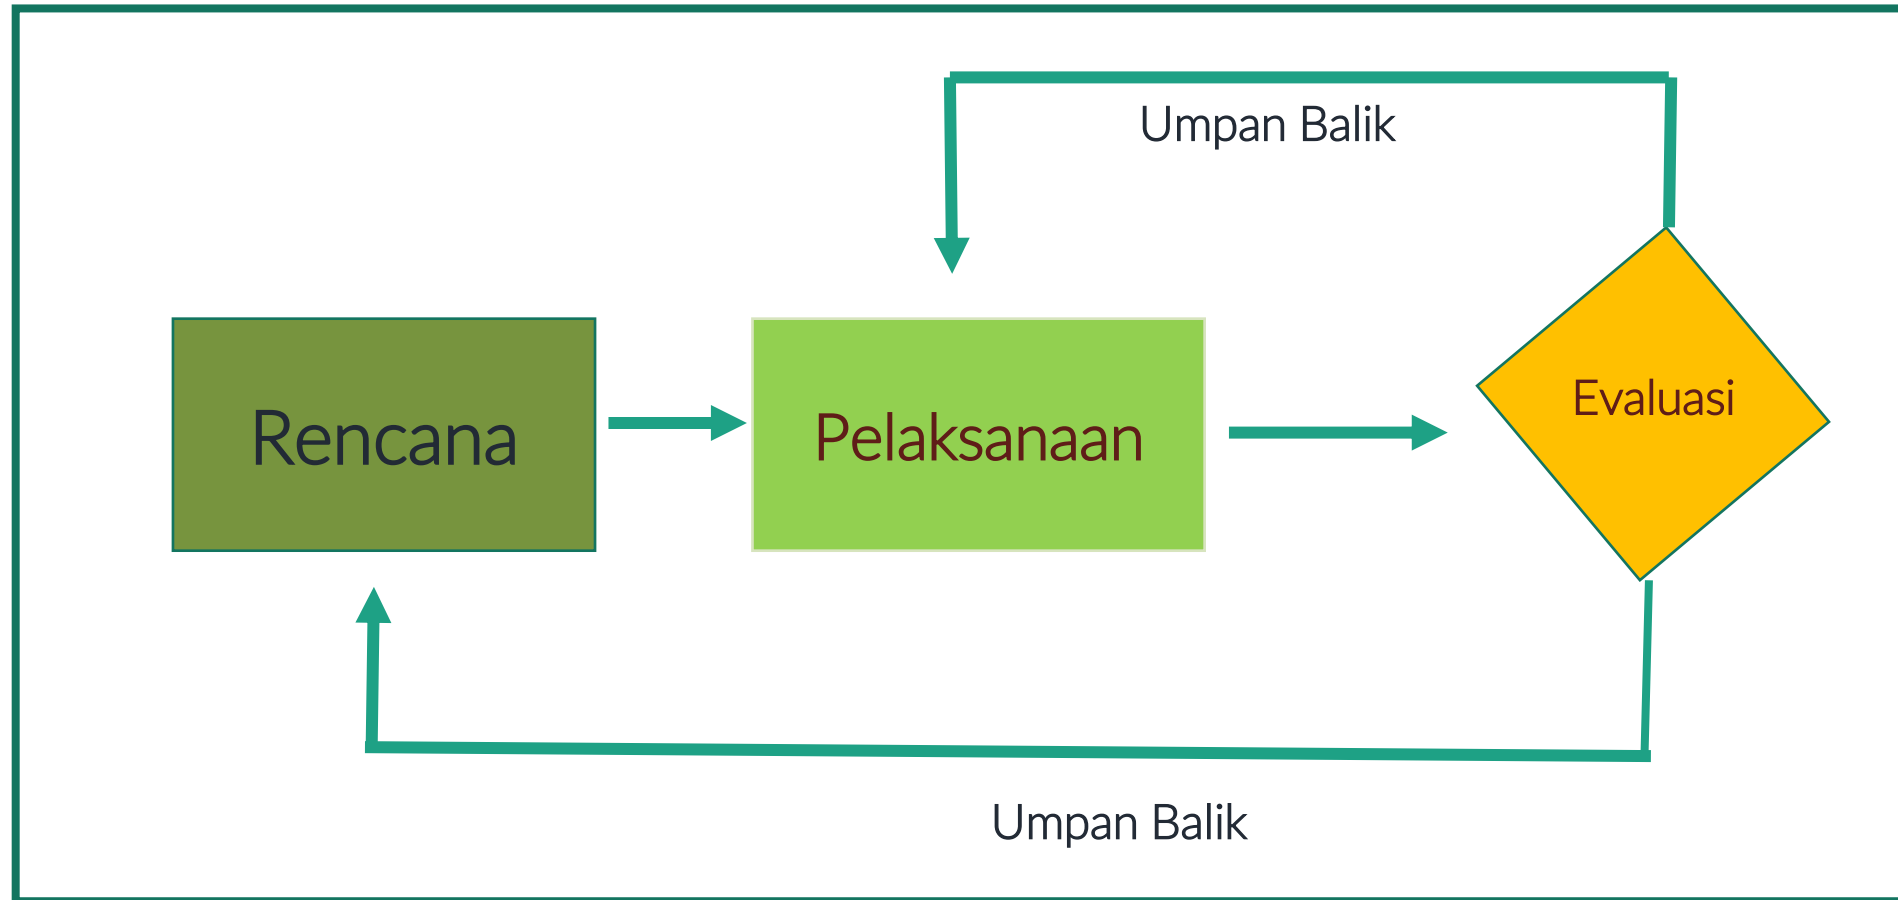 Umpan Balik
Rencana
Pelaksanaan
Evaluasi
Umpan Balik